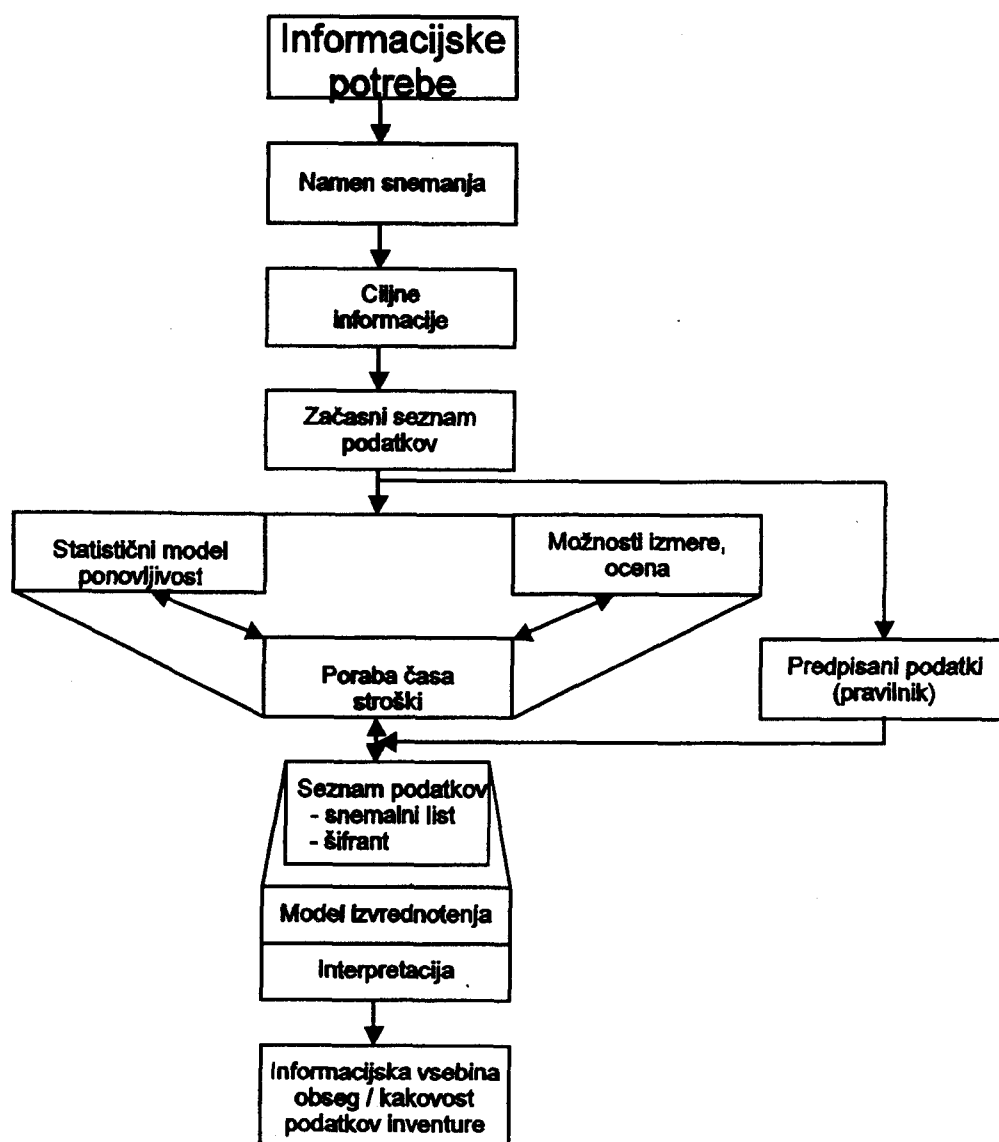 Informacijske
potrebe
Namen snemanja
Ciljne
informacije
Začasni seznam
podatkov
Statistični model
ponovljivost
Možnosti izmere,
ocena
Poraba časa
stroški
Predpisani podatki
(pravilnik)
Seznam podatkov
- snemalni list
- šifrant
Model izvrednotenja
Interpretacija
Informacijska vsebina
obseg / kakovost
podatkov inventure